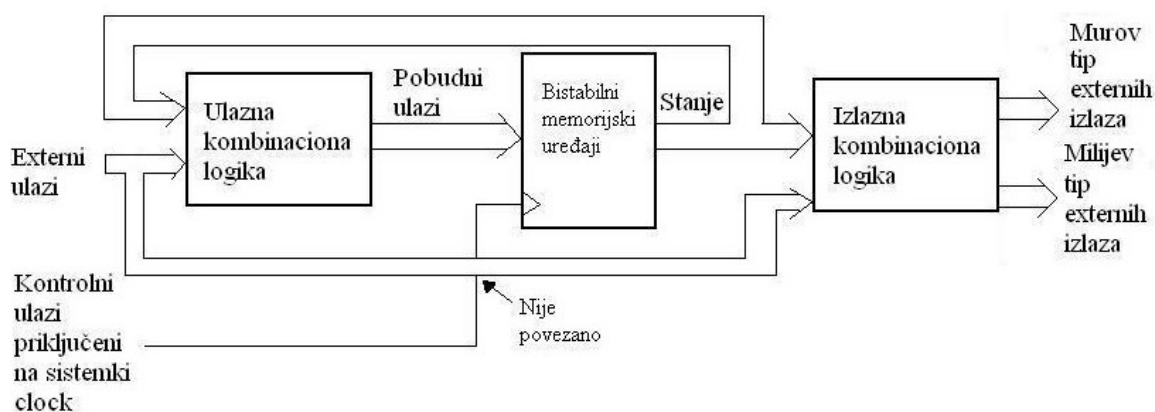 Externi
ulazi
Ulazna
kombinaciona
logika
Pobudni
ulazi
Bistabilni
memorijski
uređaji
Stanje
Izlazna
kombinaciona
logika
Murov
tip
externih
izlaza
Milijev
tip
externih
izlaza
Kontrolni
ulazi
priključeni
na sistemki
clock
Nije
povezano